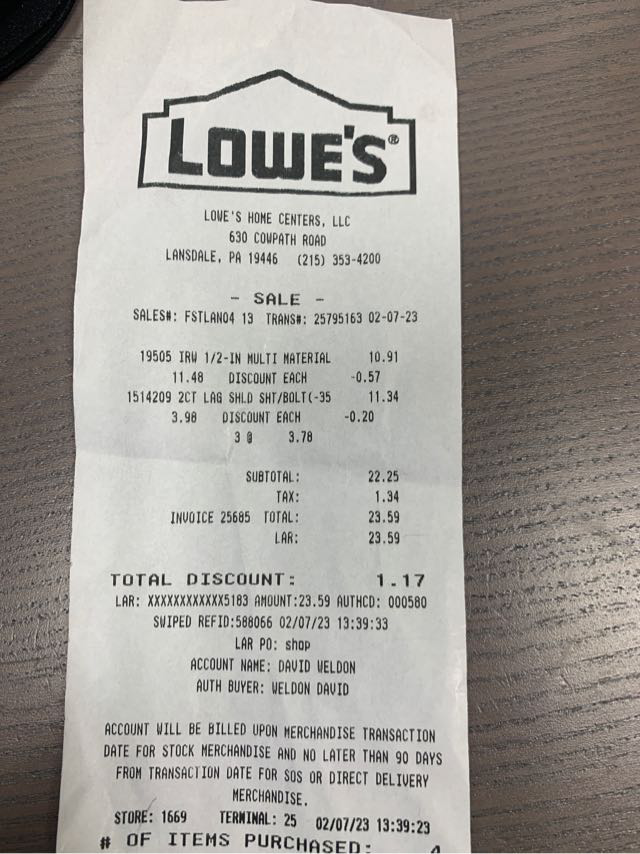 LOWE'S®
LOWE'S HOME CENTERS, LLC
630 COWPATH ROAD
LANSDALE, PA 19446 (215) 353-4200
- SALE -
SALES#: FSTLAN04 13 TRANS#: 25795163 02-07-23
19505 IRW 1/2-IN MULTI MATERIAL 10.91
11.48 DISCOUNT EACH -0.57
1514209 2CT LAG SHLD SHT/BOLT(-35 11.34
3.98 DISCOUNT EACH -0.20
3 @ 3.78
SUBTOTAL: 22.25
TAX: 1.34
INVOICE 25685 TOTAL: 23.59
LAR: 23.59
TOTAL DISCOUNT: 1.17
LAR: XXXXXXXXXXXX5183 AMOUNT:23.59 AUTHCD: 000580
SWIPED REFID:588066 02/07/23 13:39:33
LAR PO: shop
ACCOUNT NAME: DAVID WELDON
AUTH BUYER: WELDON DAVID
ACCOUNT WILL BE BILLED UPON MERCHANDISE TRANSACTION
DATE FOR STOCK MERCHANDISE AND NO LATER THAN 90 DAYS
FROM TRANSACTION DATE FOR SOS OR DIRECT DELIVERY
MERCHANDISE.
STORE: 1669 TERMINAL: 25 02/07/23 13:39:23
# OF ITEMS PURCHASED: 4